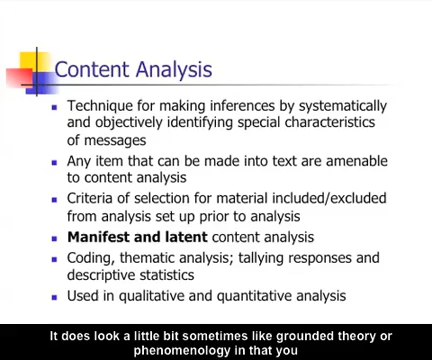 Content Analysis
Technique for making inferences by systematically
and objectively identifying special characteristics
of messages
Any item that can be made into text are amenable
to content analysis
Criteria of selection for material included/excluded
from analysis set up prior to analysis
Manifest and latent content analysis
Coding, thematic analysis; tallying responses and
descriptive statistics
Used in qualitative and quantitative analysis
It does look a little bit sometimes like grounded theory or
phenomenology in that you